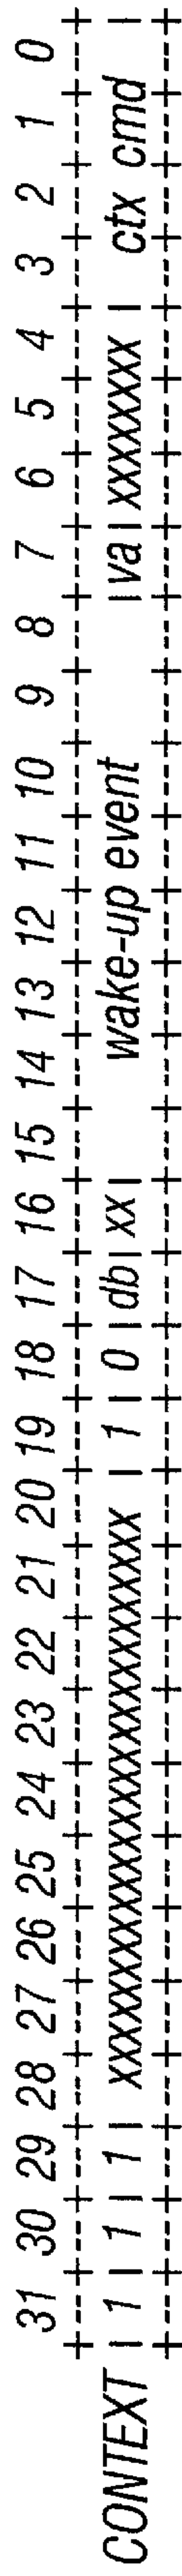 31 30 29 28 27 26 25 24 23 22 21 20 19 18 17 16 15 14 13 12 11 10 9 8 7 6 5 4 3 2 1 0
+--+--+--+--+--+--+--+--+--+--+--+--+--+--+--+--+--+--+--+--+--+--+--+--+--+--+--+--+--+--+--+--+
CONTEXT | 1 | 1 | 1 | xxxxxxxxxxxxxxxxxxxxxxxxxx | 1 | 0 | db | xx | wake-up event | va | xxxxxxxx | ctx cmd |
+--+--+--+--+--+--+--+--+--+--+--+--+--+--+--+--+--+--+--+--+--+--+--+--+--+--+--+--+--+--+--+--+